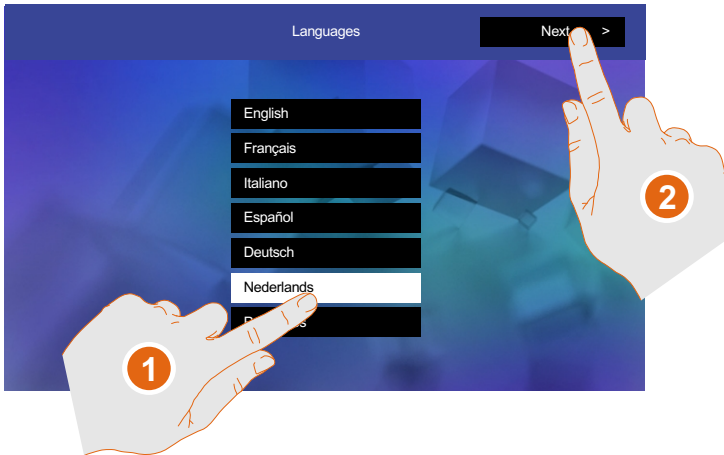 Languages
Next >
English
Français
Italiano
Español
Deutsch
Nederlands
1
2